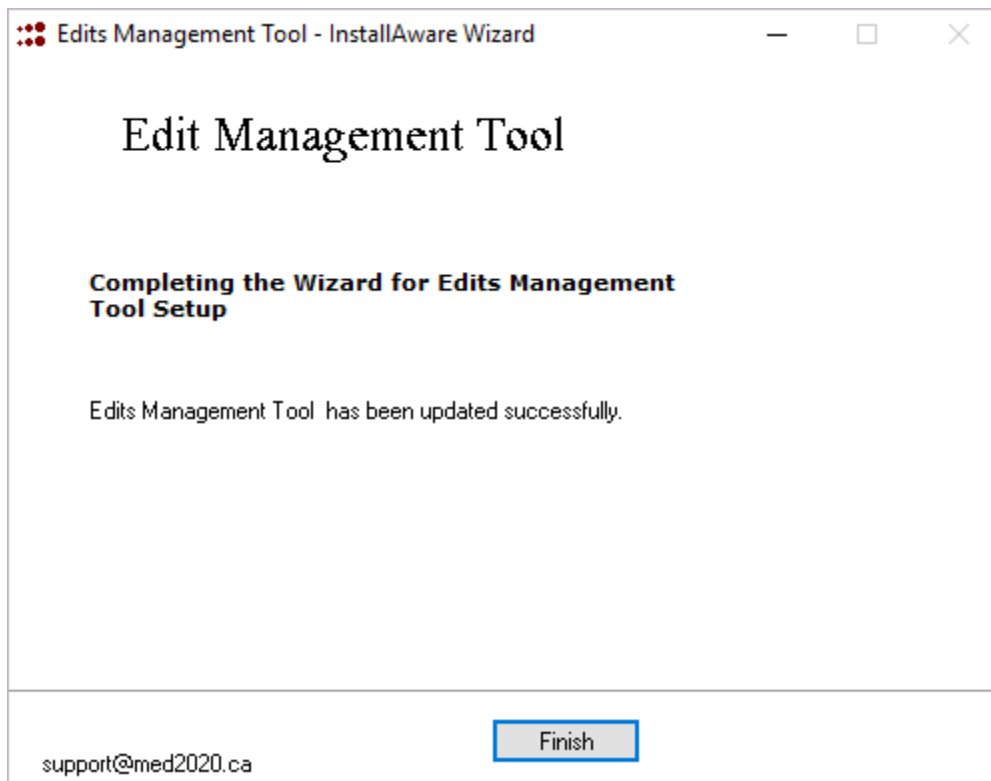 Edits Management Tool - InstallAware Wizard
Edit Management Tool
Completing the Wizard for Edits Management
Tool Setup
Edits Management Tool  has been updated successfully.
Finish
support@med2020.ca